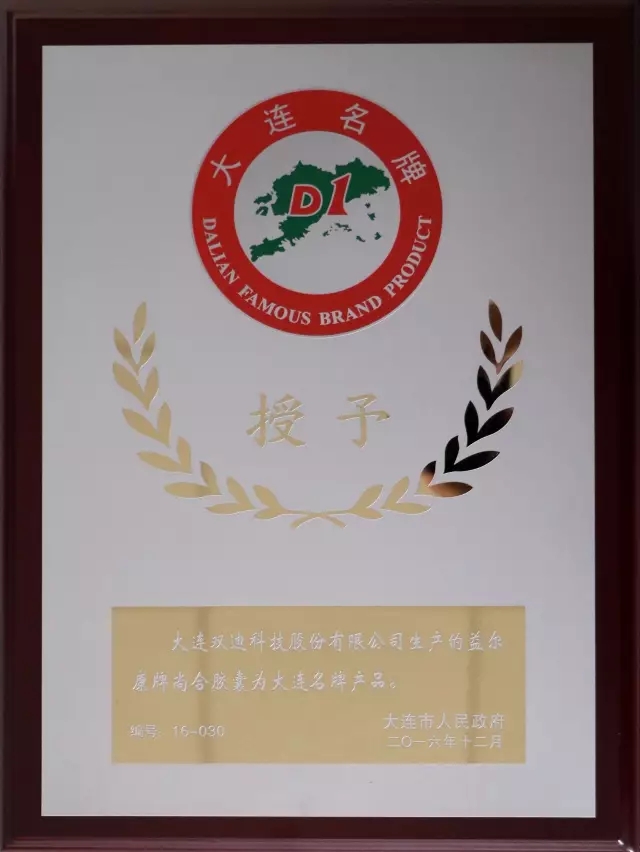 大连名牌
D1
DALIAN FAMOUS BRAND PRODUCT
授予
大连双迪科技股份有限公司生产的益尔
康牌尚合胶囊为大连名牌产品。
编号:16-030
大连市人民政府
二〇一六年十二月